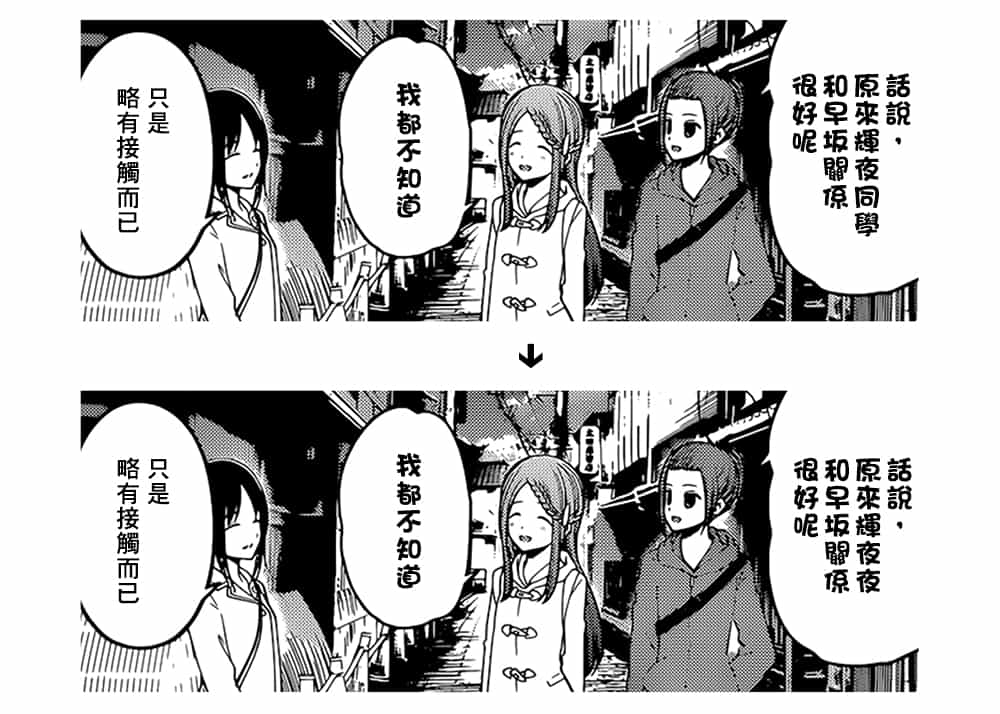 話說，
原來輝夜同學
和早坂關係
很好呢
我都不知道
只是
略有接觸而已
話說，
原來輝夜夜
和早坂關係
很好呢
我都不知道
只是
略有接觸而已